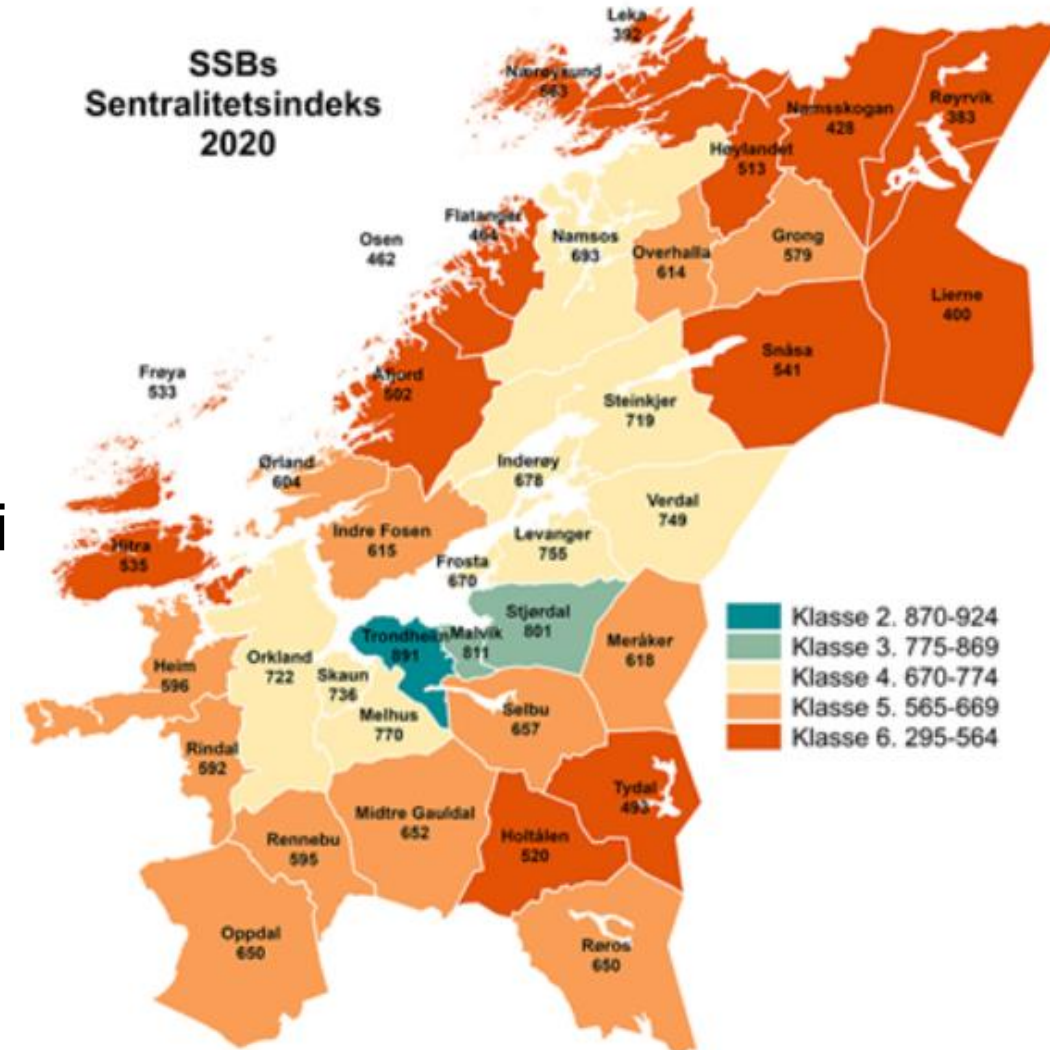 SSBs
Sentralitetsindeks
2020
Leka
392
Nærøysund
563
Namsskogan
428
Røyrvik
383
Høylandet
513
Flatanger
464
Osen
462
Namsos
693
Overhalla
614
Grong
579
Lierne
400
Snåsa
541
Frøya
533
Åfjord
502
Steinkjer
719
Ørland
604
Inderøy
678
Verdal
749
i
Indre Fosen
615
Levanger
755
Hitra
535
Frosta
670
Stjørdal
801
Trondheim
891
Malvik
811
Meråker
618
Heim
596
Orkland
722
Skaun
736
Melhus
770
Selbu
657
Rindal
592
Tydal
493
Midtre Gauldal
652
Holtålen
520
Rennebu
595
Oppdal
650
Røros
650
Klasse 2. 870-924
Klasse 3. 775-869
Klasse 4. 670-774
Klasse 5. 565-669
Klasse 6. 295-564